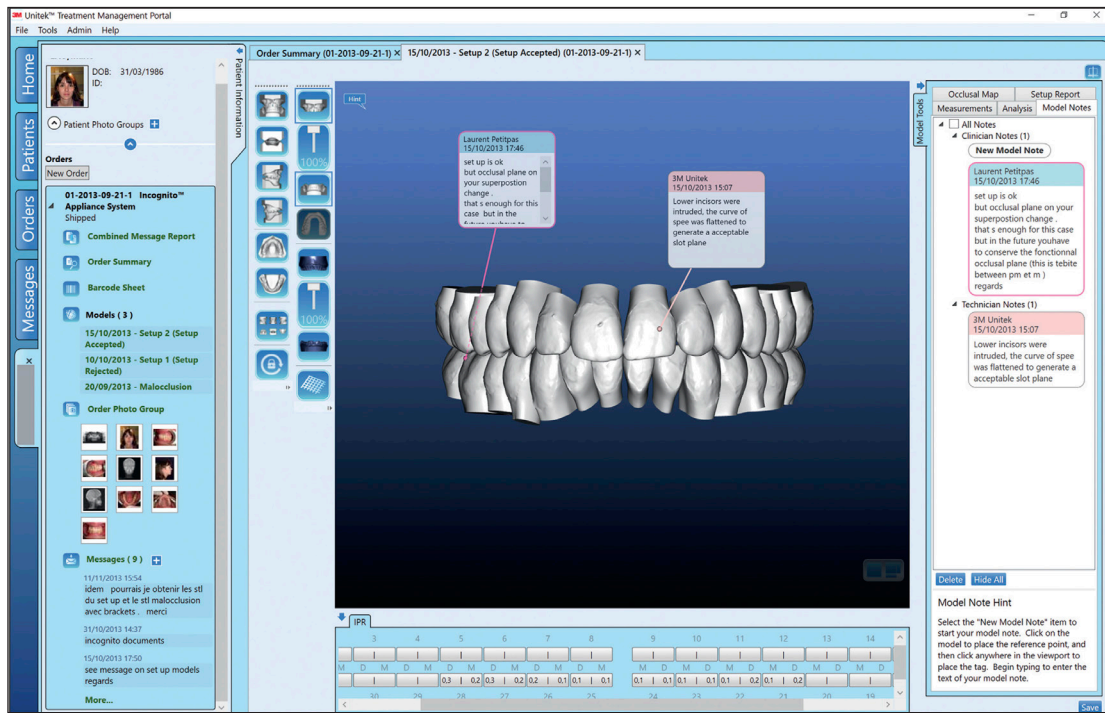 3M Unitek™ Treatment Management Portal
File Tools Admin Help
Home
Patients
Orders
Messages
×
DOB: 31/03/1986
ID:
Patient Photo Groups
Patient Information
Orders
New Order
01-2013-09-21-1 Incognito™
Appliance System
Shipped
Combined Message Report
Order Summary
Barcode Sheet
Models ( 3 )
15/10/2013 - Setup 2 (Setup
Accepted)
10/10/2013 - Setup 1 (Setup
Rejected)
20/09/2013 - Malocclusion
Order Photo Group
Messages ( 9 )
11/11/2013 15:54
idem pourrais je obtenir les stl
du set up et le stl malocclusion
avec brackets . merci
31/10/2013 14:37
incognito documents
15/10/2013 17:50
see message on set up models
regards
More...
Order Summary (01-2013-09-21-1) ×
15/10/2013 - Setup 2 (Setup Accepted) (01-2013-09-21-1) ×
100%
100%
Hint
Laurent Petitpas
15/10/2013 17:46
set up is ok
but occlusal plane on
your superpostion
change .
that s enough for this
case but in the
future youhave to
3M Unitek
15/10/2013 15:07
Lower incisors were
intruded, the curve of
spee was flattened to
generate a acceptable
slot plane
IPR
3 4 5 6 7 8 9 10 11 12 13 14
M D M D M D M D M D M D M M D M D M D M D M D M D
0.3 | 0.2 0.3 | 0.2 0.2 | 0.1 0.1 | 0.1 0.1 | 0.1 0.1 | 0.1 0.1 | 0.1 0.1 | 0.1
30 29 28 27 26 25 24 23 22 21 20 19
Model Tools
Occlusal Map Setup Report
Measurements Analysis Model Notes
All Notes
Clinician Notes (1)
New Model Note
Laurent Petitpas
15/10/2013 17:46
set up is ok
but occlusal plane on your
superpostion change .
that s enough for this case
but in the future youhave
to conserve the fonctionnal
occlusal plane (this is tebite
between pm et m )
regards
Technician Notes (1)
3M Unitek
15/10/2013 15:07
Lower incisors were
intruded, the curve of spee
was flattened to generate a
acceptable slot plane
Delete Hide All
Model Note Hint
Select the "New Model Note" item to
start your model note. Click on the
model to place the reference point, and
then click anywhere in the viewport to
place the tag. Begin typing to enter the
text of your model note.
Save